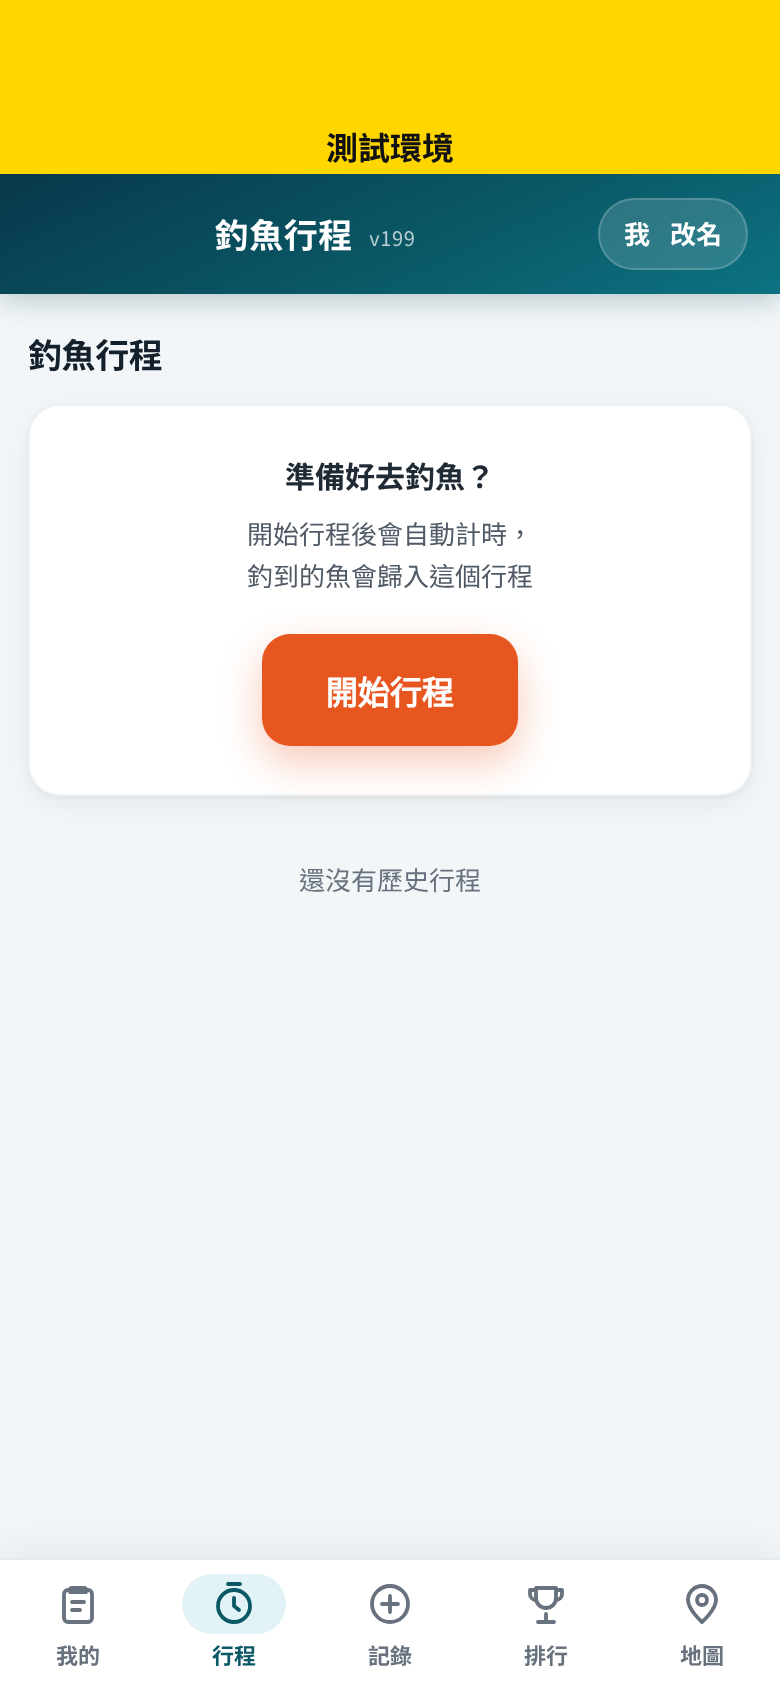 測試環境
釣魚行程 v199
我 改名
釣魚行程
準備好去釣魚？
開始行程後會自動計時，
釣到的魚會歸入這個行程
開始行程
還沒有歷史行程
我的
行程
記錄
排行
地圖